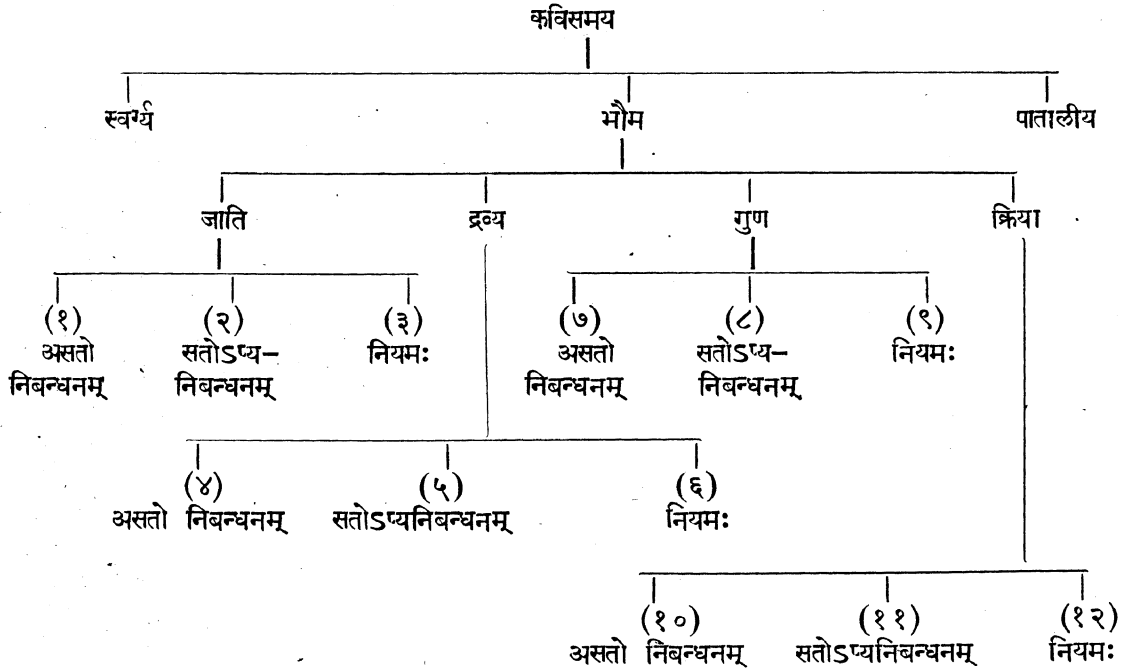 कविसमय
स्वर्ग्य भौम पातालीय
जाति द्रव्य गुण क्रिया
(१) (२) (३) (७) (८) (९)
असतो सतोऽप्य– नियमः असतो सतोऽप्य– नियमः
निबन्धनम् निबन्धनम् निबन्धनम् निबन्धनम्
(४) (५) (६)
असतो निबन्धनम् सतोऽप्यनिबन्धनम् नियमः
(१०) (११) (१२)
असतो निबन्धनम् सतोऽप्यनिबन्धनम् नियमः